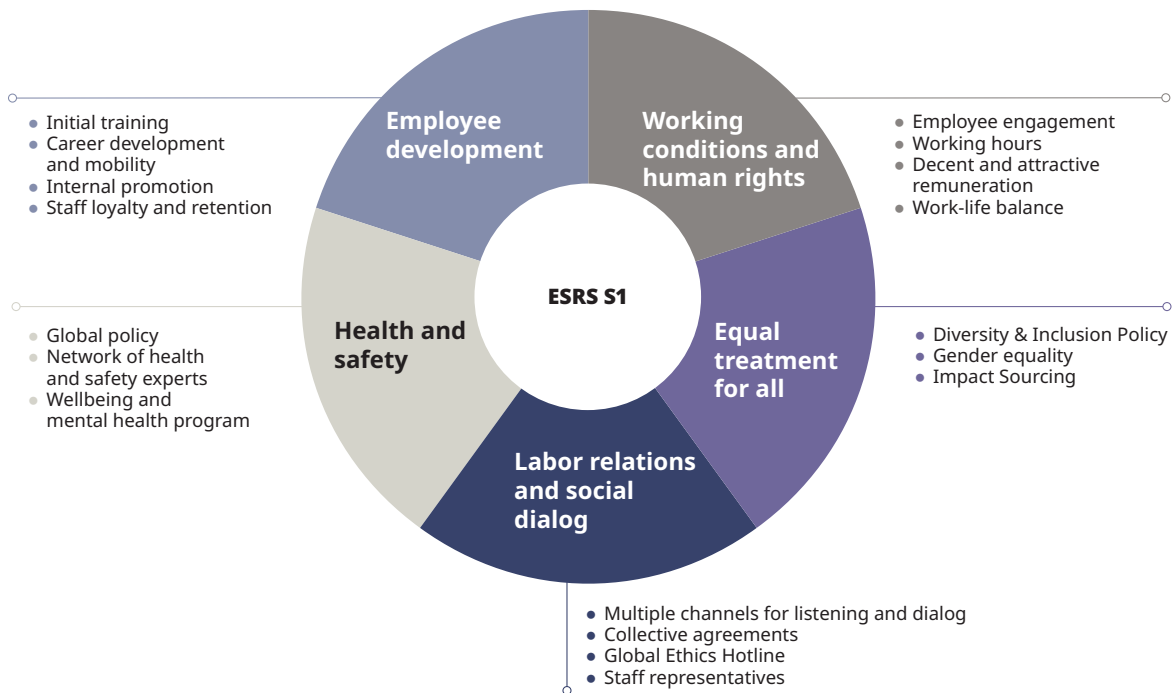 Employee
development
Working
conditions and
human rights
Initial training
Career development
and mobility
Internal promotion
Staff loyalty and retention
Employee engagement
Working hours
Decent and attractive
remuneration
Work-life balance
ESRS S1
Health and
safety
Equal
treatment
for all
Global policy
Network of health
and safety experts
Wellbeing and
mental health program
Diversity & Inclusion Policy
Gender equality
Impact Sourcing
Labor relations
and social
dialog
Multiple channels for listening and dialog
Collective agreements
Global Ethics Hotline
Staff representatives